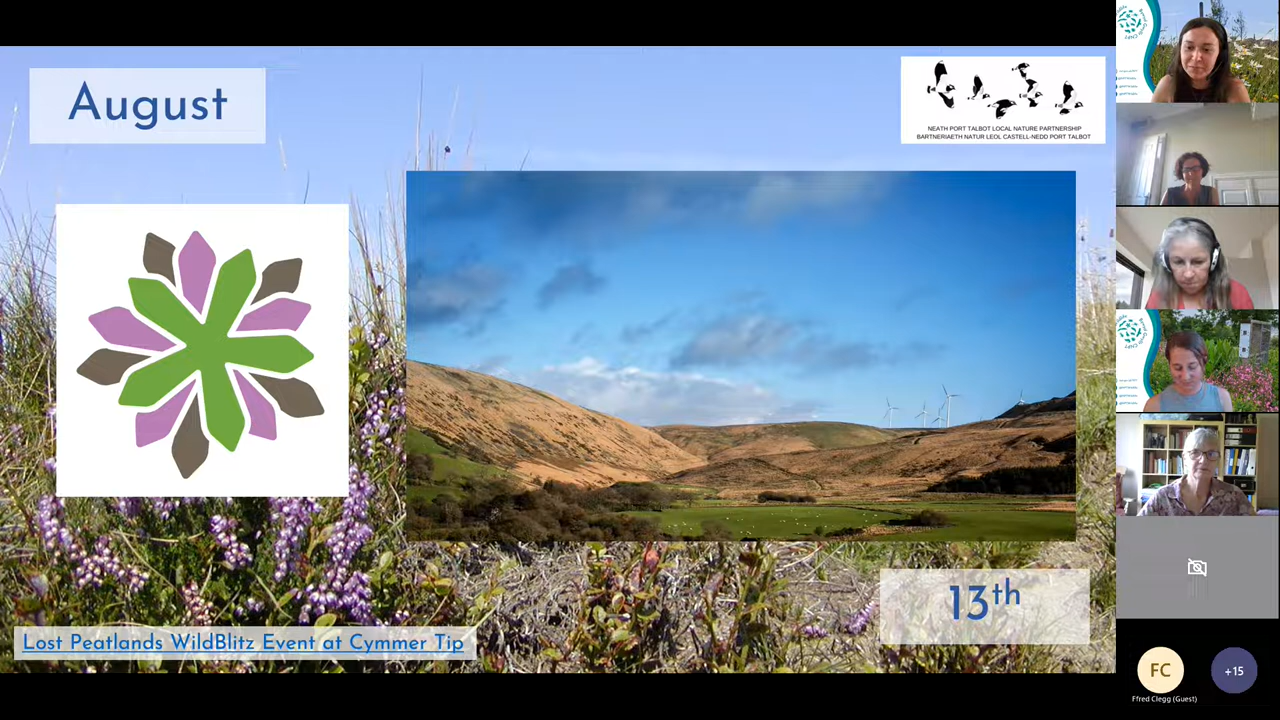 August
NEATH PORT TALBOT LOCAL NATURE PARTNERSHIP
BARTNERIAETH NATUR LEOL CASTELL-NEDD PORT TALBOT
13th
Lost Peatlands WildBlitz Event at Cymmer Tip
FC
+15
Ffred Clegg (Guest)